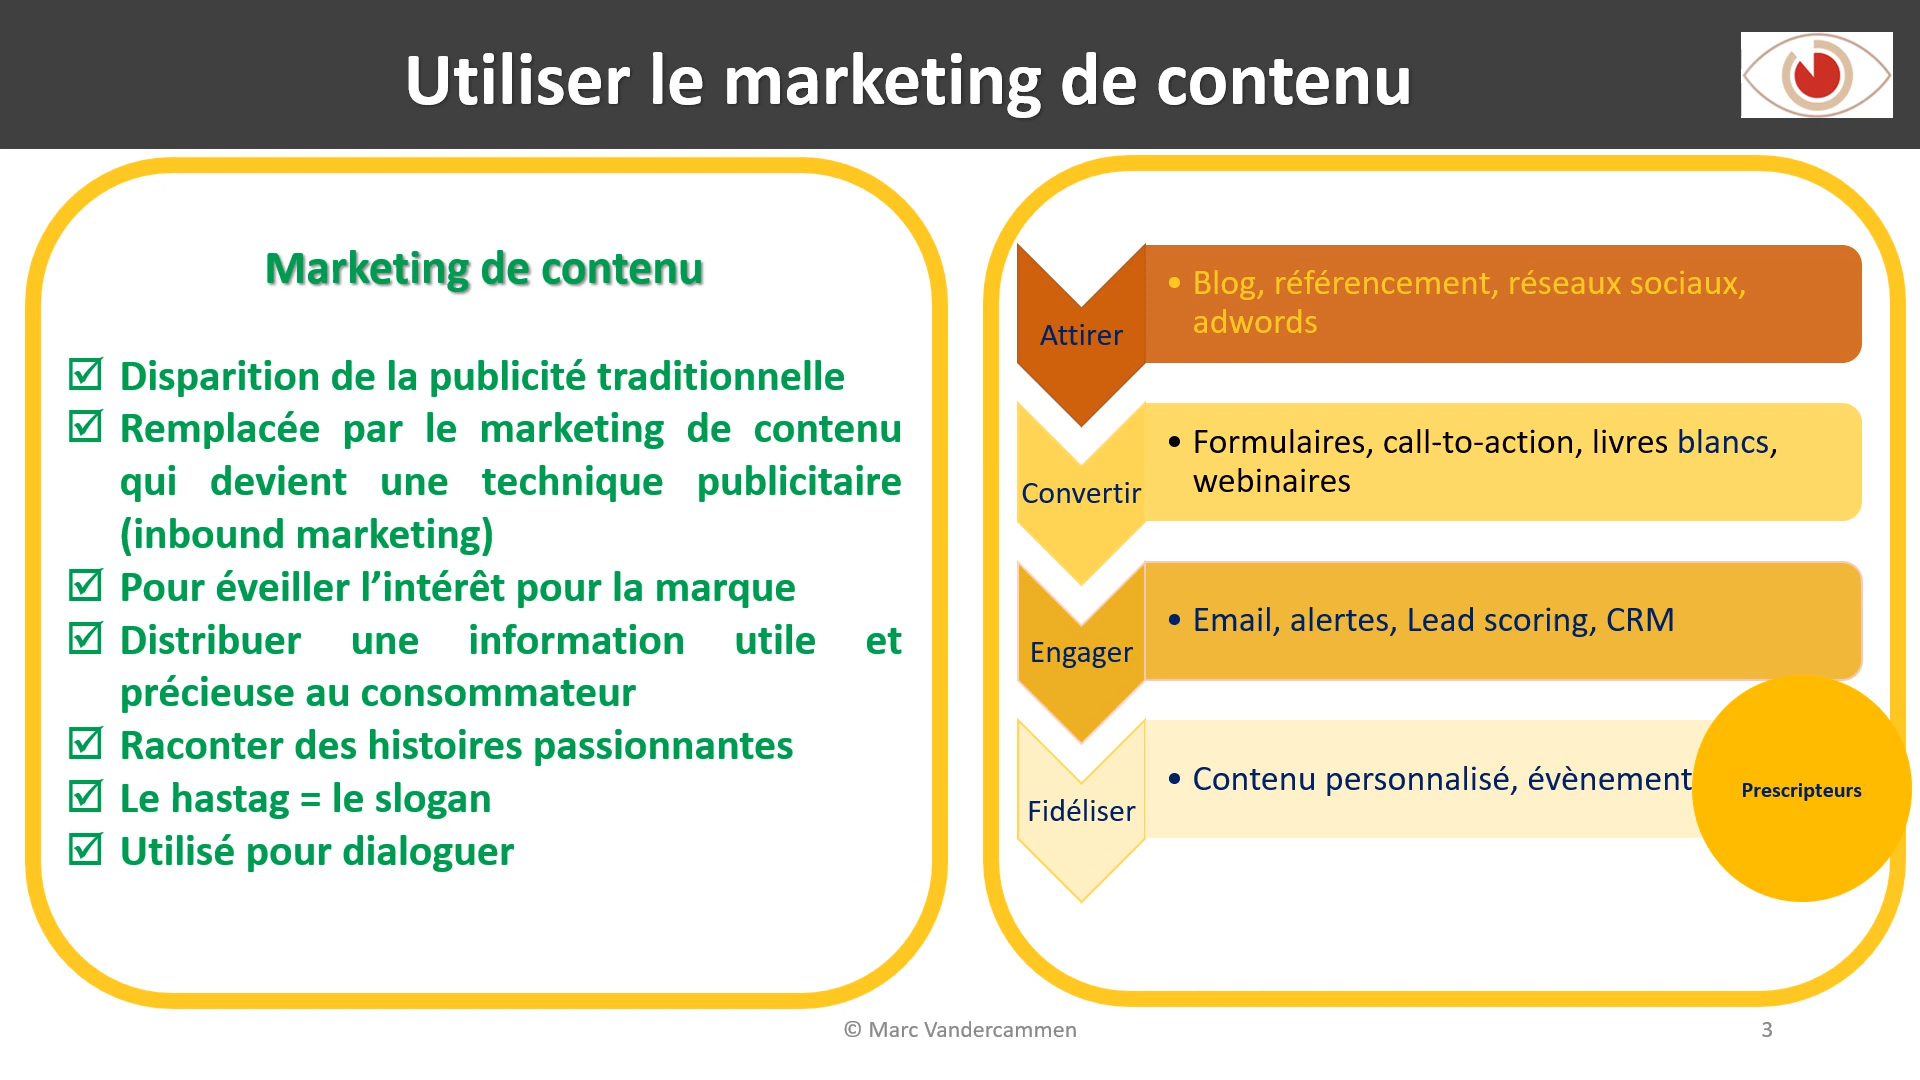 Utiliser le marketing de contenu
Marketing de contenu
Disparition de la publicité traditionnelle
Remplacée par le marketing de contenu
qui devient une technique publicitaire
(inbound marketing)
Pour éveiller l’intérêt pour la marque
Distribuer une information utile et
précieuse au consommateur
Raconter des histoires passionnantes
Le hastag = le slogan
Utilisé pour dialoguer
Attirer
• Blog, référencement, réseaux sociaux,
adwords
Convertir
• Formulaires, call-to-action, livres blancs,
webinaires
Engager
• Email, alertes, Lead scoring, CRM
Fidéliser
• Contenu personnalisé, évènement
Prescripteurs
© Marc Vandercammen
3